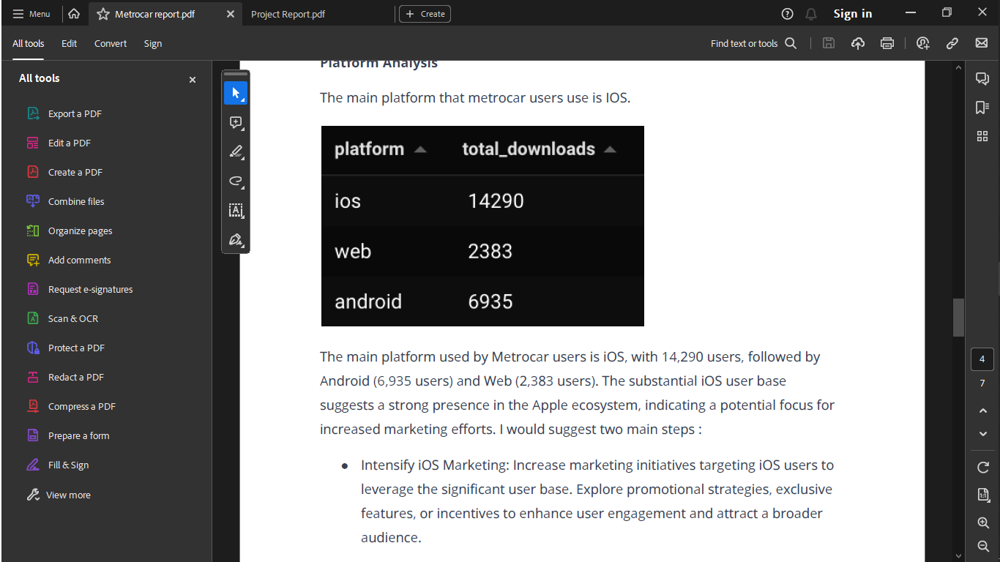 Menu
Metrocar report.pdf
Project Report.pdf
Create
Sign in
All tools
Edit
Convert
Sign
Find text or tools
All tools
Export a PDF
Edit a PDF
Create a PDF
Combine files
Organize pages
Add comments
Request e-signatures
Scan & OCR
Protect a PDF
Redact a PDF
Compress a PDF
Prepare a form
Fill & Sign
View more
Platform Analysis
The main platform that metrocar users use is IOS.
platform total_downloads
ios 14290
web 2383
android 6935
The main platform used by Metrocar users is iOS, with 14,290 users, followed by
Android (6,935 users) and Web (2,383 users). The substantial iOS user base
suggests a strong presence in the Apple ecosystem, indicating a potential focus for
increased marketing efforts. I would suggest two main steps :
● Intensify iOS Marketing: Increase marketing initiatives targeting iOS users to
leverage the significant user base. Explore promotional strategies, exclusive
features, or incentives to enhance user engagement and attract a broader
audience.
4
7
1:1